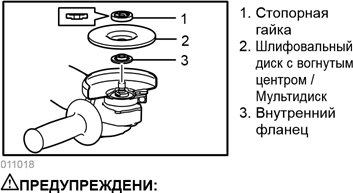 1
2
3
1. Стопорная
гайка
2. Шлифовальный
диск с вогнутым
центром /
Мультидиск
3. Внутренний
фланец
011018
ПРЕДУПРЕЖДЕНИ: